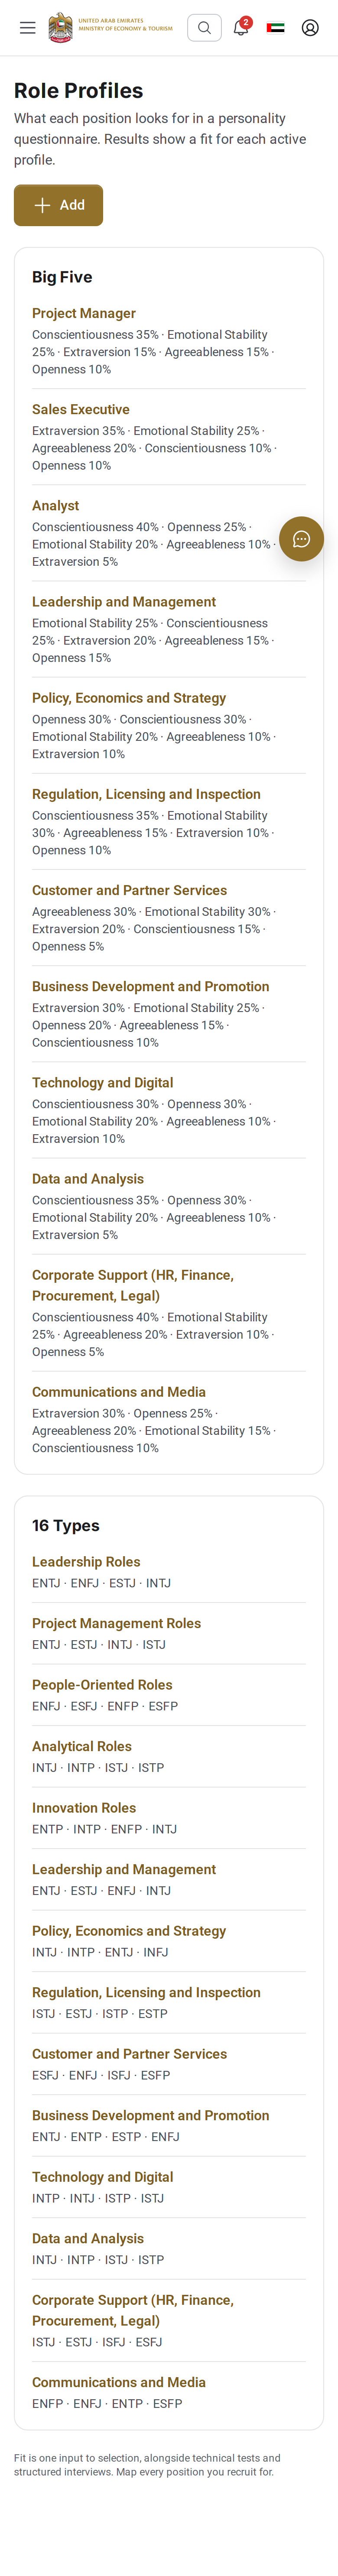 UNITED ARAB EMIRATES
MINISTRY OF ECONOMY & TOURISM
2
Role Profiles
What each position looks for in a personality
questionnaire. Results show a fit for each active
profile.
Add
Big Five
Project Manager
Conscientiousness 35% · Emotional Stability
25% · Extraversion 15% · Agreeableness 15% ·
Openness 10%
Sales Executive
Extraversion 35% · Emotional Stability 25% ·
Agreeableness 20% · Conscientiousness 10% ·
Openness 10%
Analyst
Conscientiousness 40% · Openness 25% ·
Emotional Stability 20% · Agreeableness 10% ·
Extraversion 5%
Leadership and Management
Emotional Stability 25% · Conscientiousness
25% · Extraversion 20% · Agreeableness 15% ·
Openness 15%
Policy, Economics and Strategy
Openness 30% · Conscientiousness 30% ·
Emotional Stability 20% · Agreeableness 10% ·
Extraversion 10%
Regulation, Licensing and Inspection
Conscientiousness 35% · Emotional Stability
30% · Agreeableness 15% · Extraversion 10% ·
Openness 10%
Customer and Partner Services
Agreeableness 30% · Emotional Stability 30% ·
Extraversion 20% · Conscientiousness 15% ·
Openness 5%
Business Development and Promotion
Extraversion 30% · Emotional Stability 25% ·
Openness 20% · Agreeableness 15% ·
Conscientiousness 10%
Technology and Digital
Conscientiousness 30% · Openness 30% ·
Emotional Stability 20% · Agreeableness 10% ·
Extraversion 10%
Data and Analysis
Conscientiousness 35% · Openness 30% ·
Emotional Stability 20% · Agreeableness 10% ·
Extraversion 5%
Corporate Support (HR, Finance,
Procurement, Legal)
Conscientiousness 40% · Emotional Stability
25% · Agreeableness 20% · Extraversion 10% ·
Openness 5%
Communications and Media
Extraversion 30% · Openness 25% ·
Agreeableness 20% · Emotional Stability 15% ·
Conscientiousness 10%
16 Types
Leadership Roles
ENTJ · ENFJ · ESTJ · INTJ
Project Management Roles
ENTJ · ESTJ · INTJ · ISTJ
People-Oriented Roles
ENFJ · ESFJ · ENFP · ESFP
Analytical Roles
INTJ · INTP · ISTJ · ISTP
Innovation Roles
ENTP · INTP · ENFP · INTJ
Leadership and Management
ENTJ · ESTJ · ENFJ · INTJ
Policy, Economics and Strategy
INTJ · INTP · ENTJ · INFJ
Regulation, Licensing and Inspection
ISTJ · ESTJ · ISTP · ESTP
Customer and Partner Services
ESFJ · ENFJ · ISFJ · ESFP
Business Development and Promotion
ENTJ · ENTP · ESTP · ENFJ
Technology and Digital
INTP · INTJ · ISTP · ISTJ
Data and Analysis
INTJ · INTP · ISTJ · ISTP
Corporate Support (HR, Finance,
Procurement, Legal)
ISTJ · ESTJ · ISFJ · ESFJ
Communications and Media
ENFP · ENFJ · ENTP · ESFP
Fit is one input to selection, alongside technical tests and
structured interviews. Map every position you recruit for.